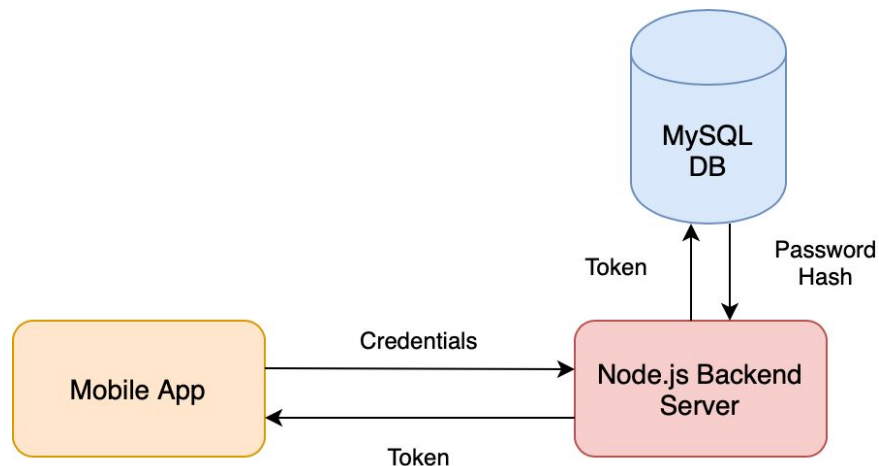 MySQL
DB
Token
Password
Hash
Credentials
Mobile App
Node.js Backend
Server
Token